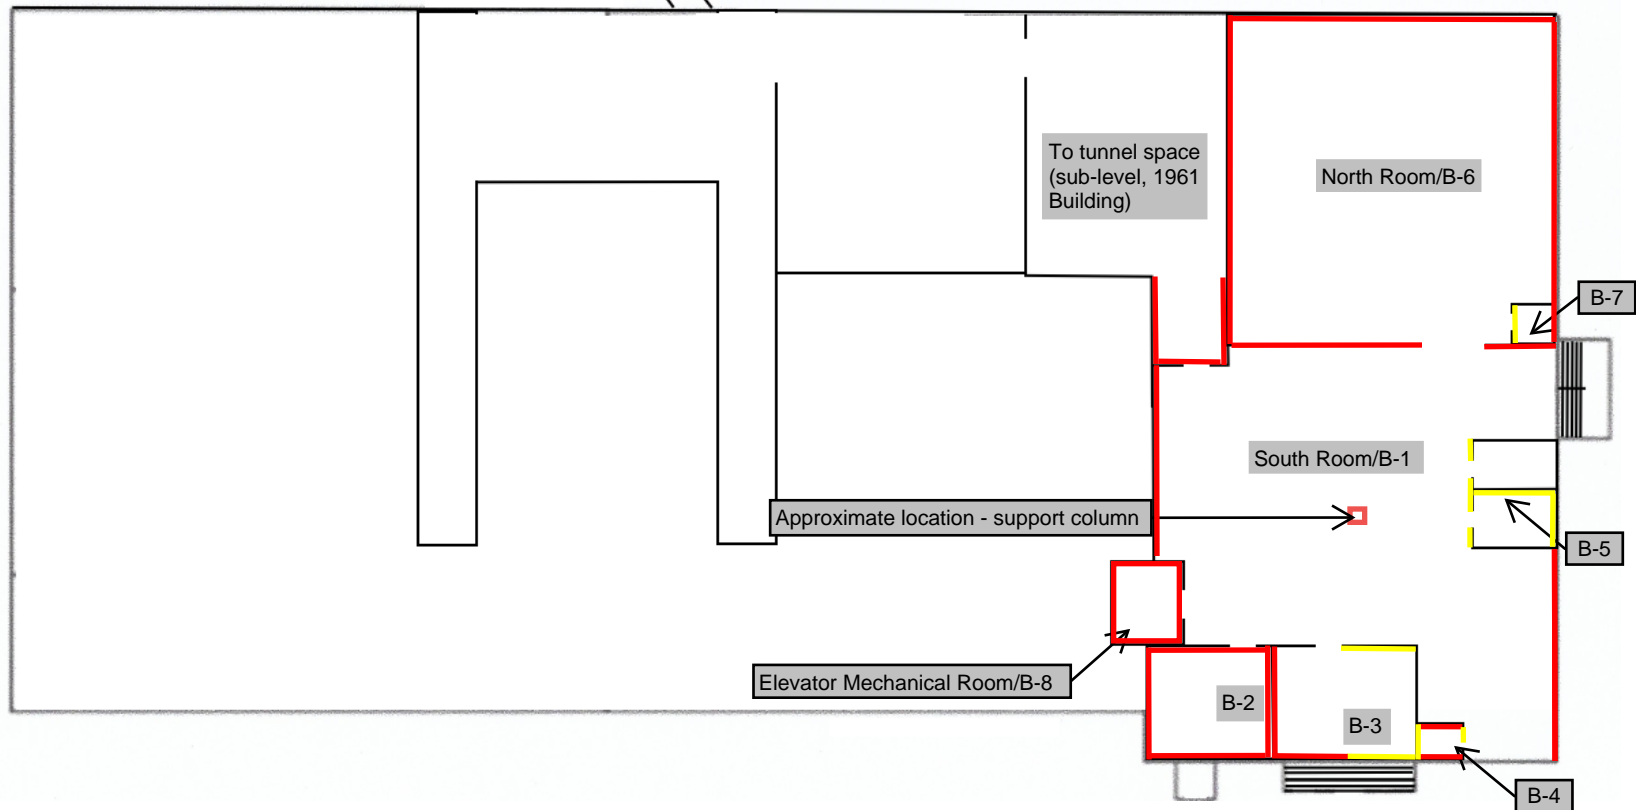 To tunnel space
(sub-level, 1961
Building)
North Room/B-6
B-7
South Room/B-1
Approximate location - support column
B-5
Elevator Mechanical Room/B-8
B-2
B-3
B-4